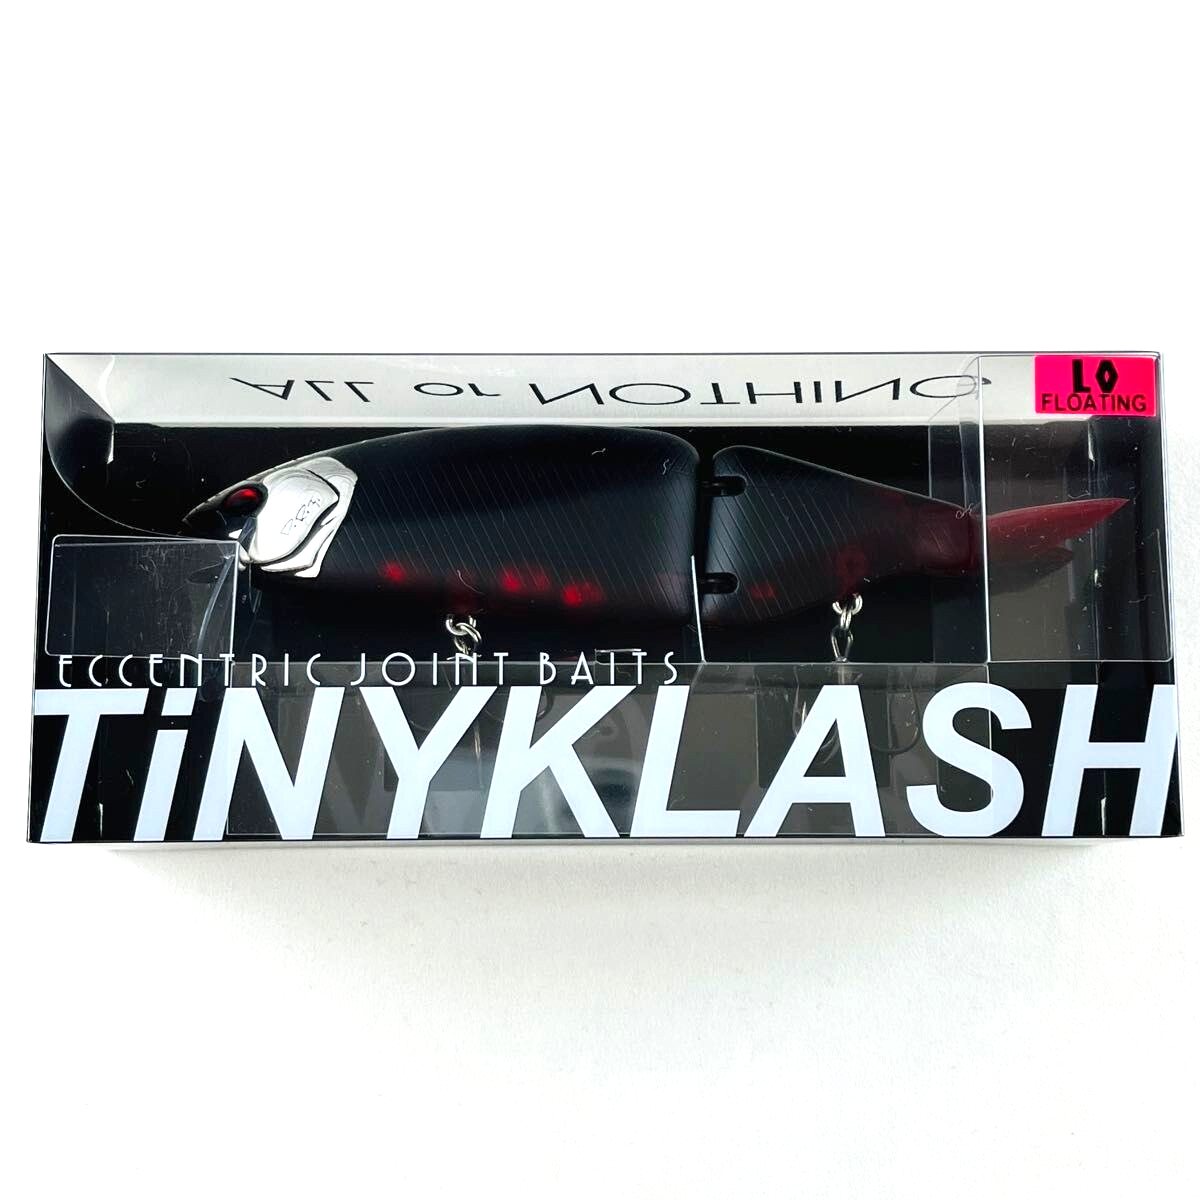 ALL or NOTHING
LO
FLOATING
D.R.T.
ECCENTRIC JOINT BAITS
TiNYKLASH